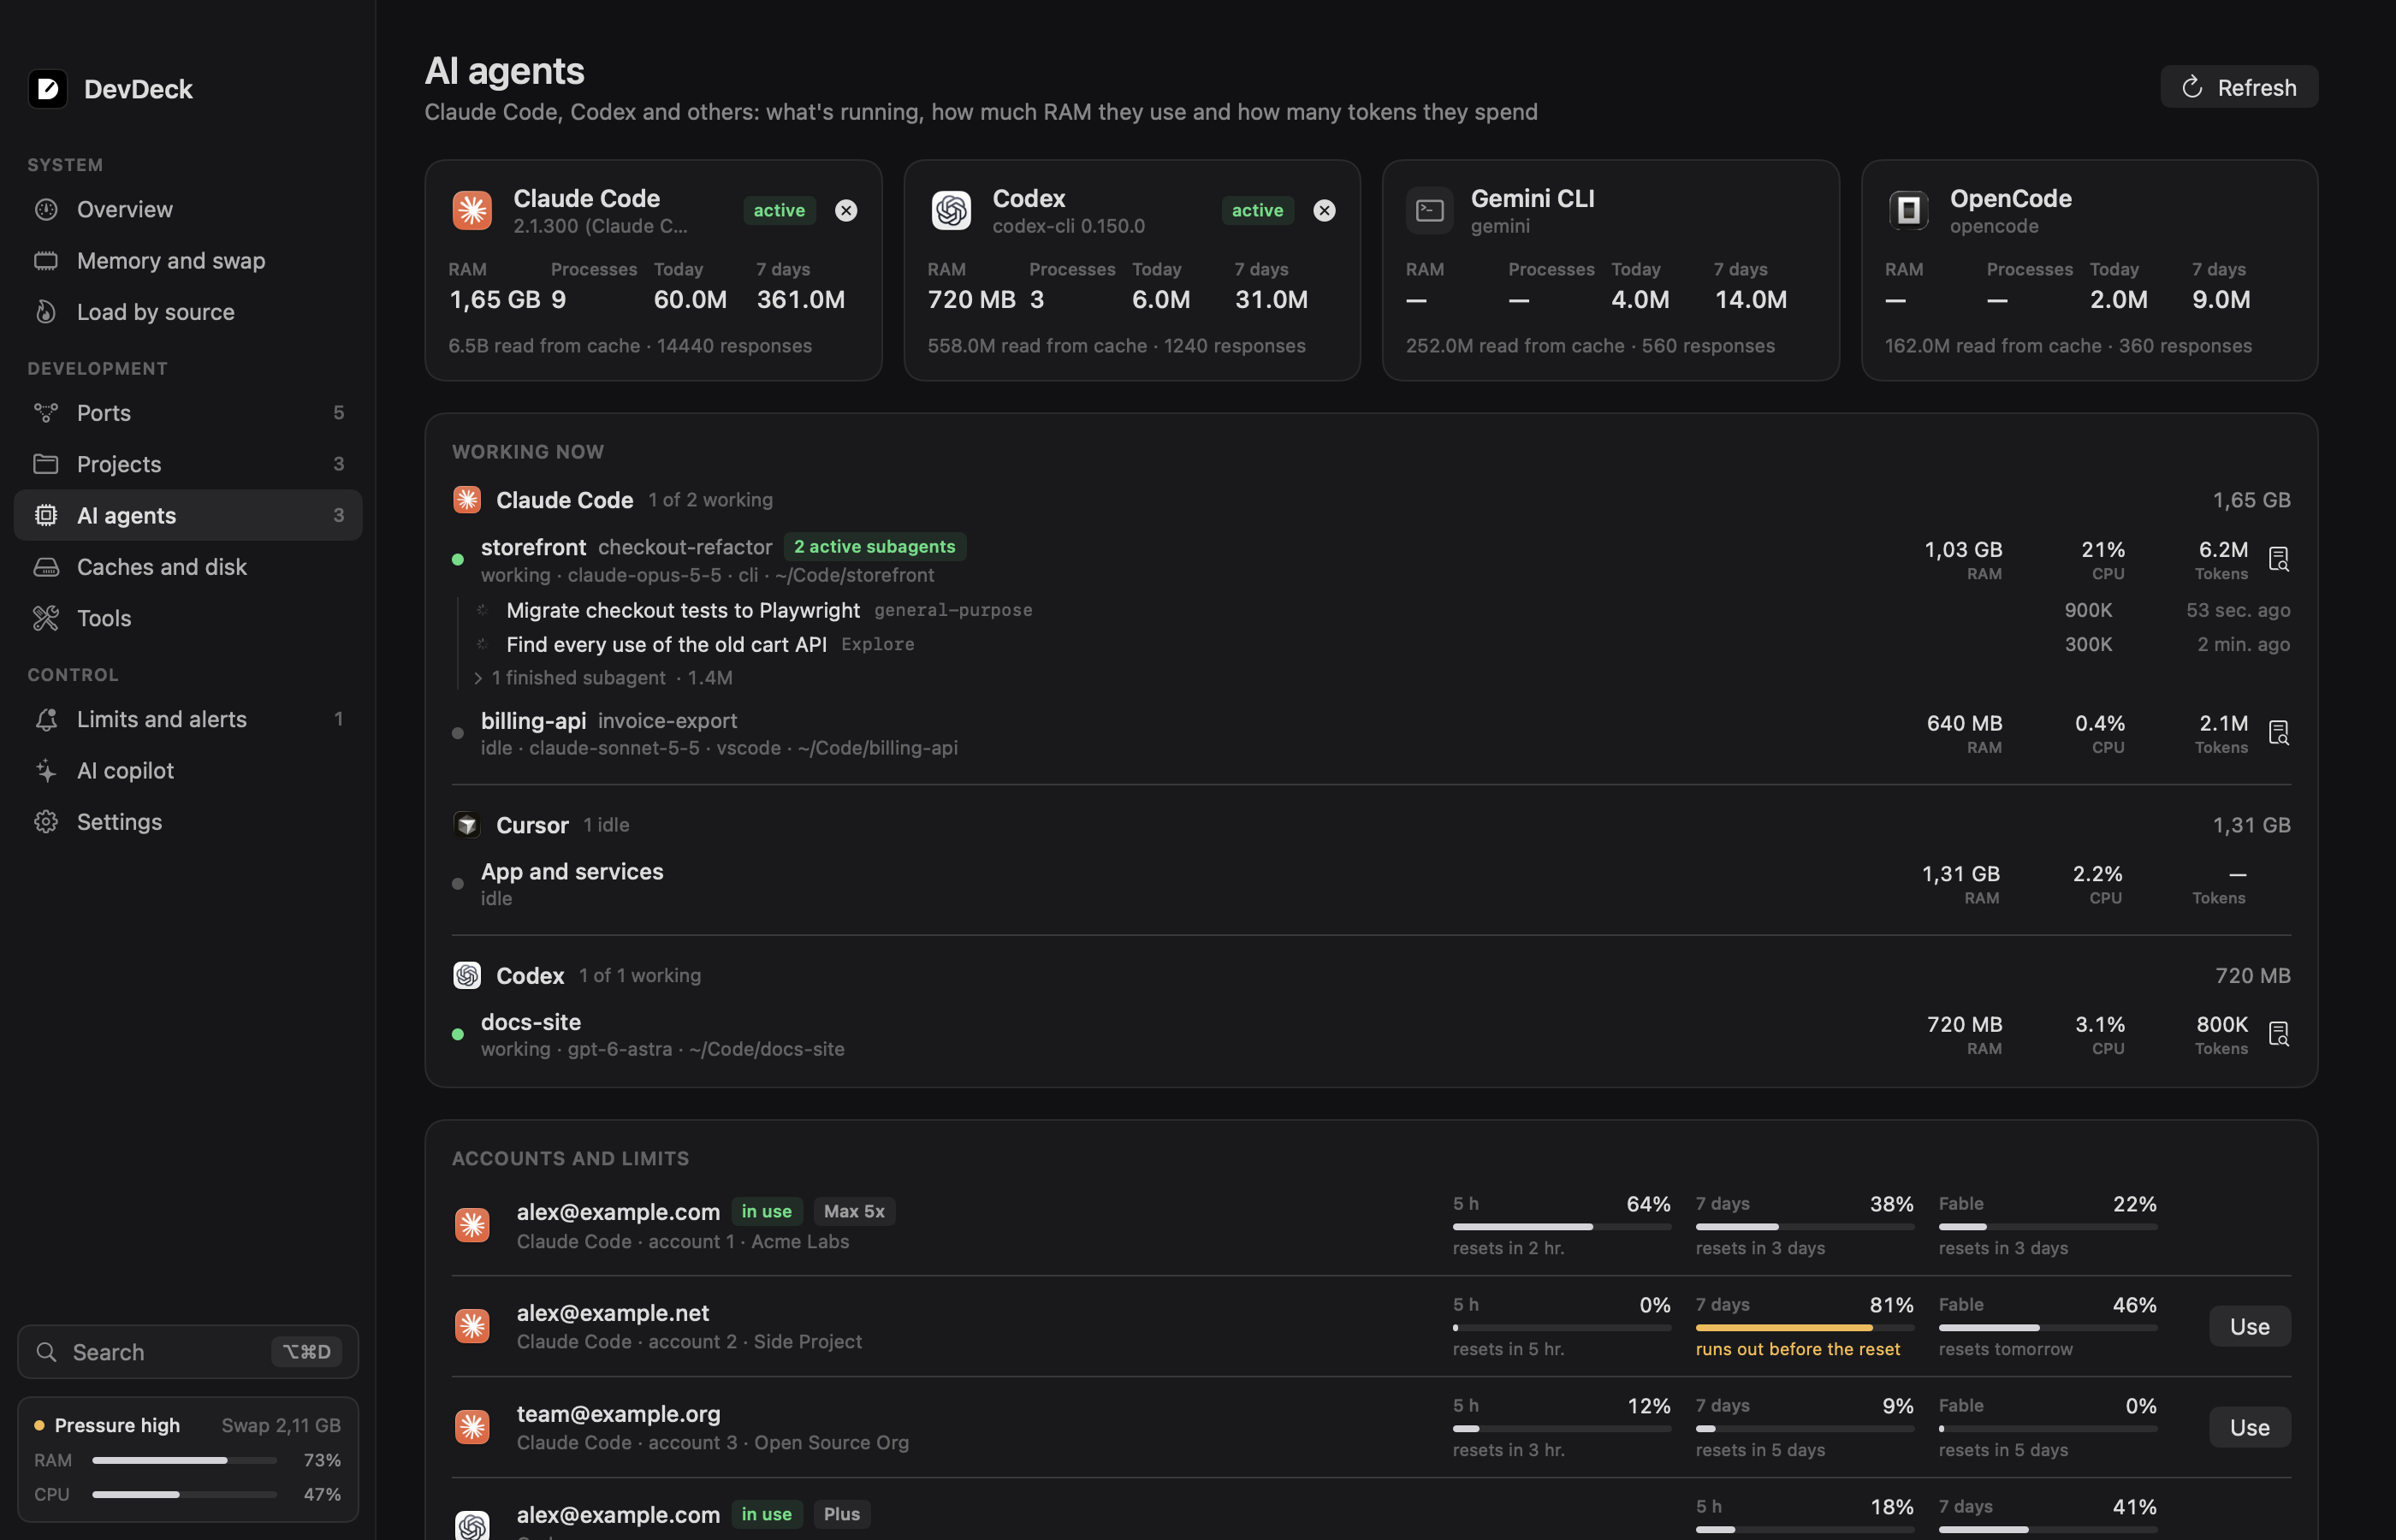 DevDeck
SYSTEM
Overview
Memory and swap
Load by source
DEVELOPMENT
Ports 5
Projects 3
AI agents 3
Caches and disk
Tools
CONTROL
Limits and alerts 1
AI copilot
Settings
Search ⌥⌘D
Pressure high Swap 2,11 GB
RAM 73%
CPU 47%
AI agents
Claude Code, Codex and others: what's running, how much RAM they use and how many tokens they spend
Refresh
Claude Code active
2.1.300 (Claude C...
RAM Processes Today 7 days
1,65 GB 9 60.0M 361.0M
6.5B read from cache · 14440 responses
Codex active
codex-cli 0.150.0
RAM Processes Today 7 days
720 MB 3 6.0M 31.0M
558.0M read from cache · 1240 responses
Gemini CLI
gemini
RAM Processes Today 7 days
— — 4.0M 14.0M
252.0M read from cache · 560 responses
OpenCode
opencode
RAM Processes Today 7 days
— — 2.0M 9.0M
162.0M read from cache · 360 responses
WORKING NOW
Claude Code 1 of 2 working 1,65 GB
storefront checkout-refactor 2 active subagents 1,03 GB 21% 6.2M
working · claude-opus-5-5 · cli · ~/Code/storefront RAM CPU Tokens
Migrate checkout tests to Playwright general-purpose 900K 53 sec. ago
Find every use of the old cart API Explore 300K 2 min. ago
1 finished subagent · 1.4M
billing-api invoice-export 640 MB 0.4% 2.1M
idle · claude-sonnet-5-5 · vscode · ~/Code/billing-api RAM CPU Tokens
Cursor 1 idle 1,31 GB
App and services 1,31 GB 2.2% —
idle RAM CPU Tokens
Codex 1 of 1 working 720 MB
docs-site 720 MB 3.1% 800K
working · gpt-6-astra · ~/Code/docs-site RAM CPU Tokens
ACCOUNTS AND LIMITS
alex@example.com in use Max 5x 5 h 64% 7 days 38% Fable 22%
Claude Code · account 1 · Acme Labs resets in 2 hr. resets in 3 days resets in 3 days
alex@example.net 5 h 0% 7 days 81% Fable 46% Use
Claude Code · account 2 · Side Project resets in 5 hr. runs out before the reset resets tomorrow
team@example.org 5 h 12% 7 days 9% Fable 0% Use
Claude Code · account 3 · Open Source Org resets in 3 hr. resets in 5 days resets in 5 days
alex@example.com in use Plus 5 h 18% 7 days 41%